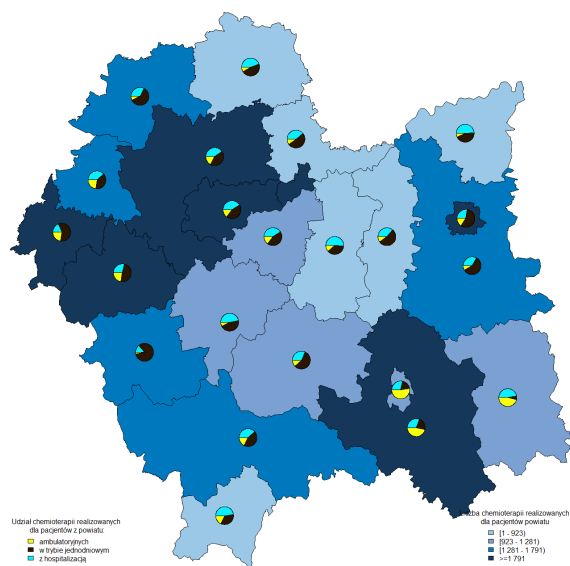 Udział chemioterapii realizowanych
dla pacjentów z powiatu:
ambulatoryjnych
w trybie jednodniowym
z hospitalizacją
Liczba chemioterapii realizowanych
dla pacjentów powiatu
[1 - 923)
[923 - 1 281)
[1 281 - 1 791)
>=1 791